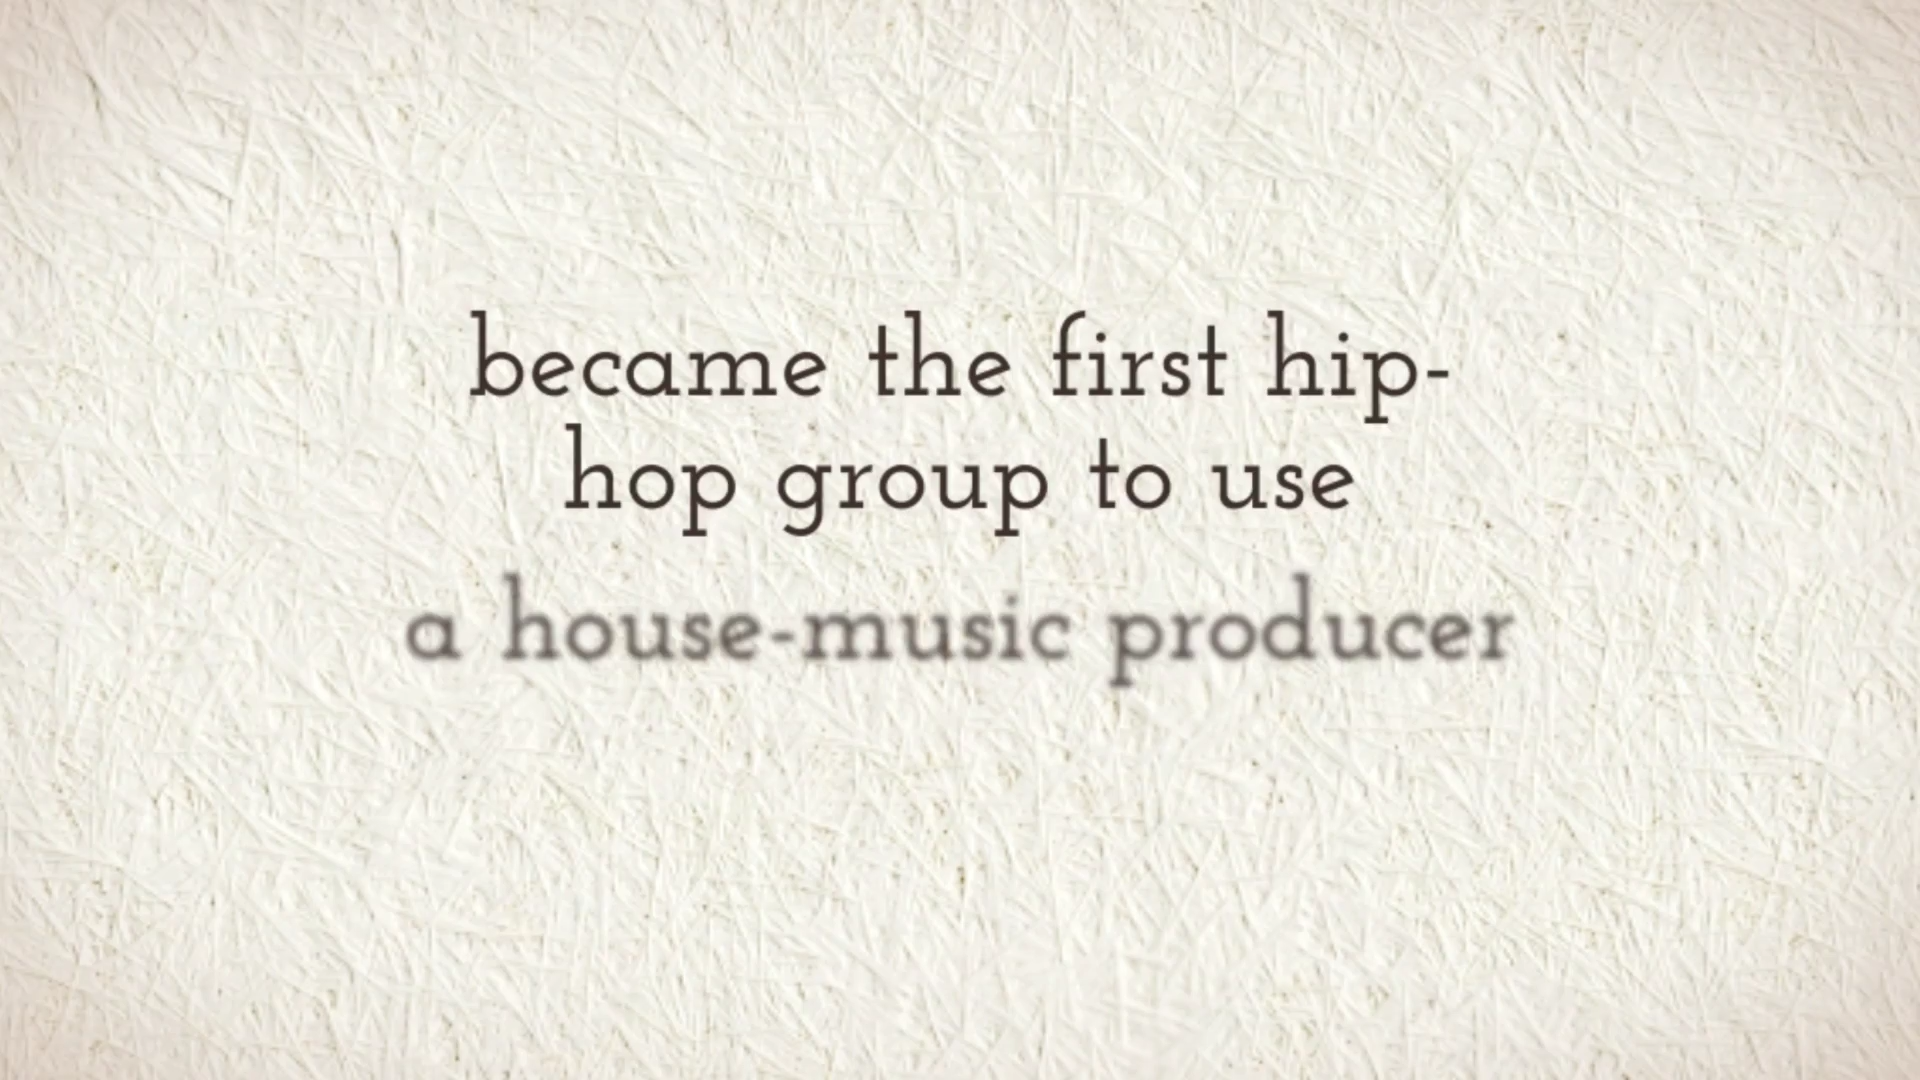 became the first hip-
hop group to use
a house-music producer